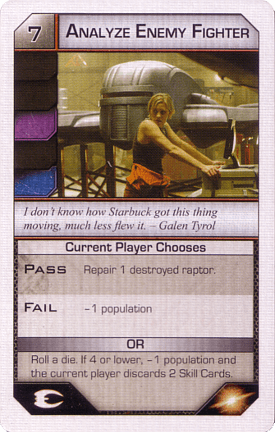 7
ANALYZE ENEMY FIGHTER
I don't know how Starbuck got this thing
moving, much less flew it. – Galen Tyrol
Current Player Chooses
PASS Repair 1 destroyed raptor.
FAIL –1 population
OR
Roll a die. If 4 or lower, –1 population and
the current player discards 2 Skill Cards.